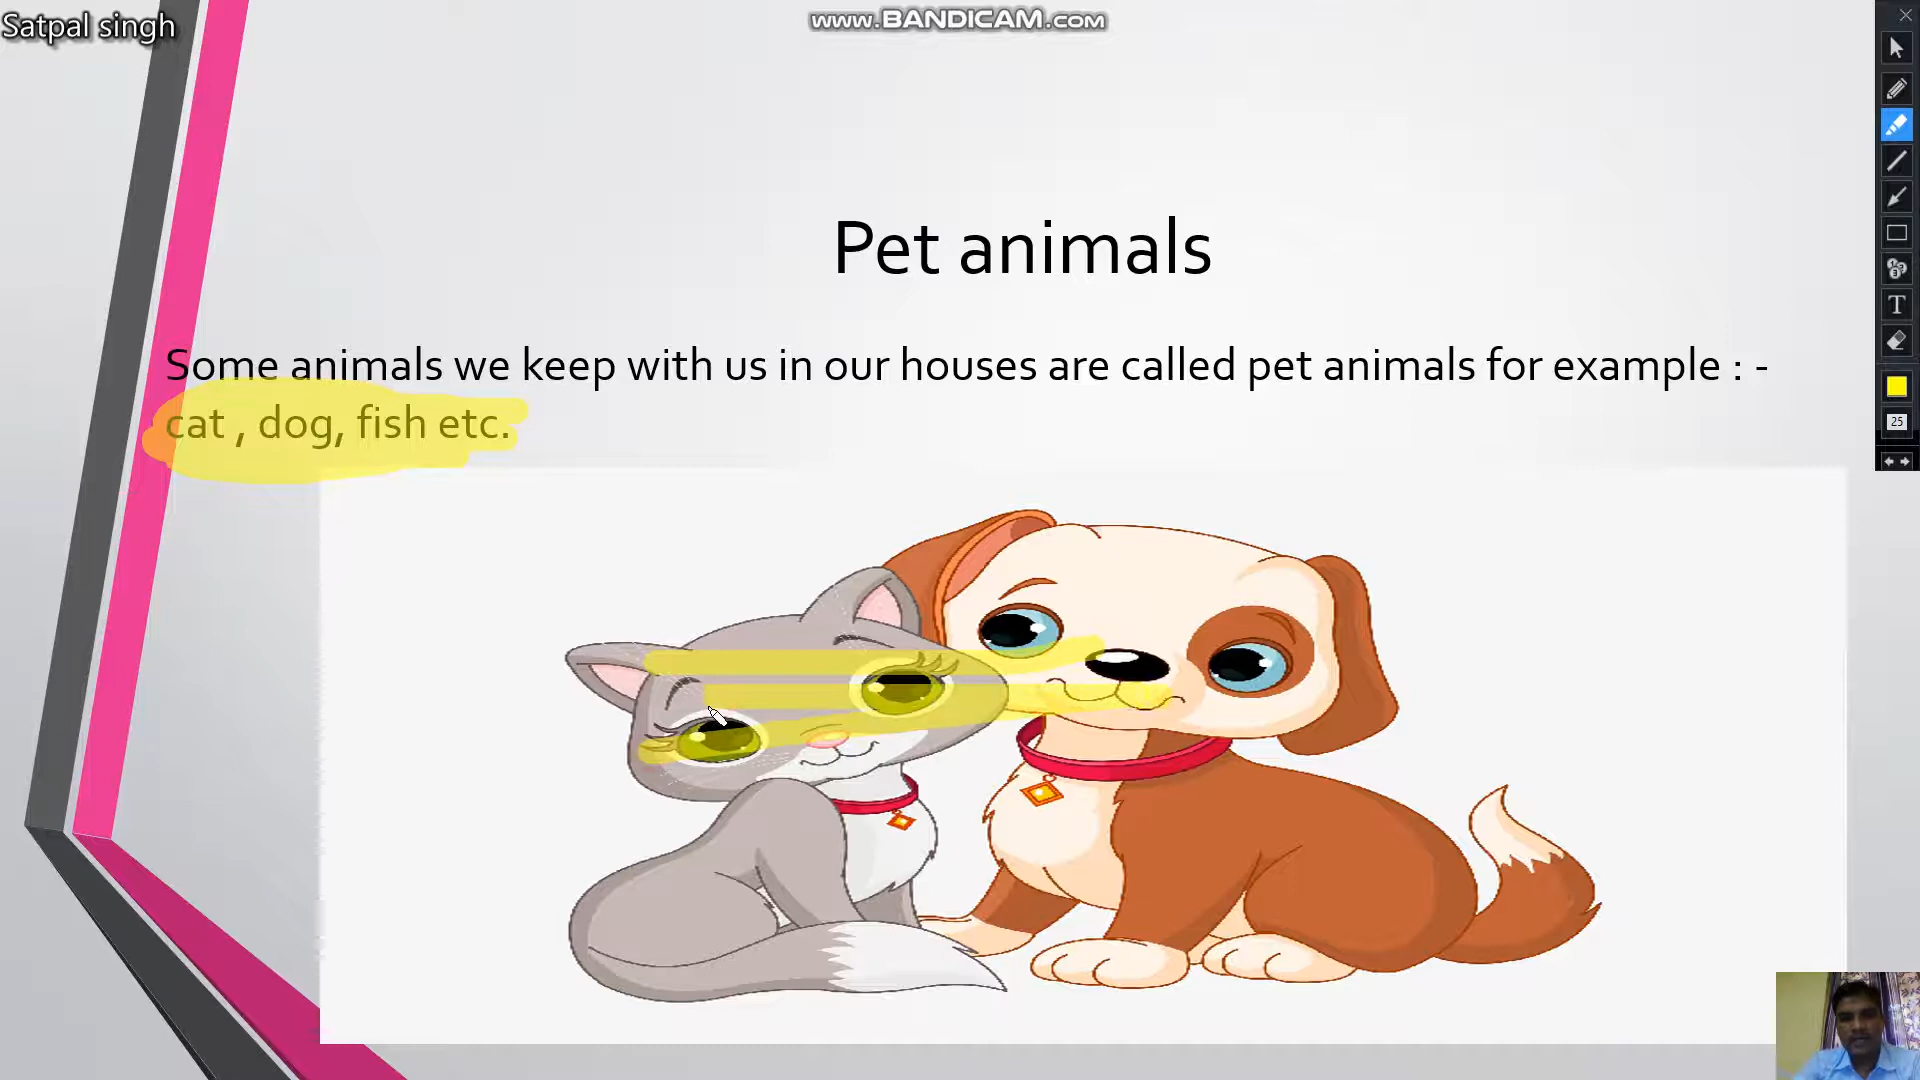 Satpal singh
www.BANDICAM.com
Pet animals
Some animals we keep with us in our houses are called pet animals for example : -
cat , dog, fish etc.
T
25